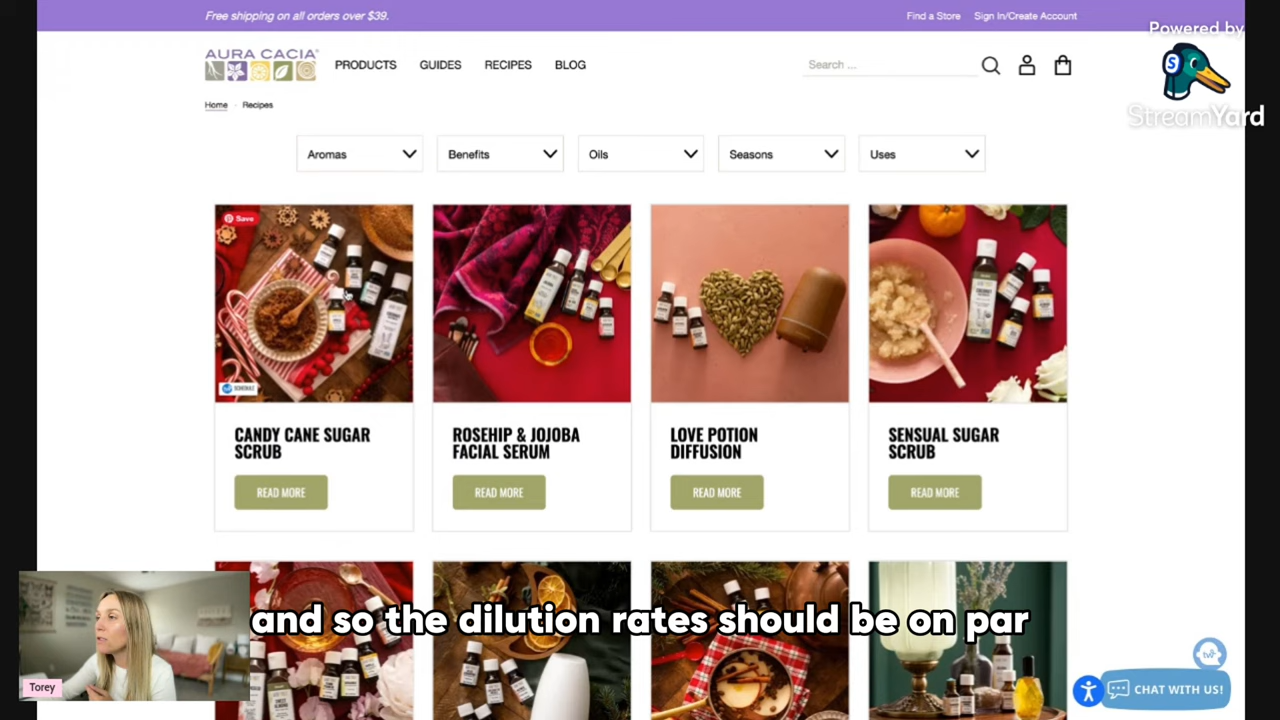 Free shipping on all orders over $39.
Find a Store
Sign In/Create Account
Powered by
StreamYard
AURA CACIA
PRODUCTS
GUIDES
RECIPES
BLOG
Search ...
Home
Recipes
Aromas
Benefits
Oils
Seasons
Uses
Save
CANDY CANE SUGAR
SCRUB
READ MORE
ROSEHIP & JOJOBA
FACIAL SERUM
READ MORE
LOVE POTION
DIFFUSION
READ MORE
SENSUAL SUGAR
SCRUB
READ MORE
and so the dilution rates should be on par
Torey
CHAT WITH US!